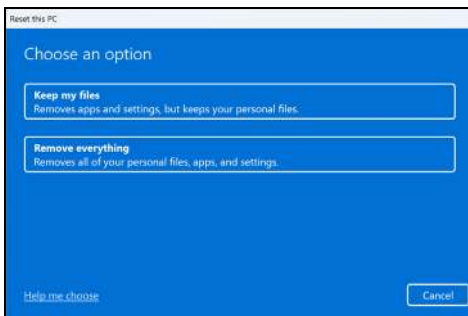 Reset this PC
Choose an option
Keep my files
Removes apps and settings, but keeps your personal files.
Remove everything
Removes all of your personal files, apps, and settings.
Help me choose
Cancel